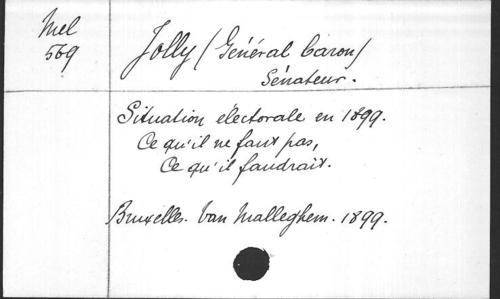 Mel
569
Jolly (Général baron)
Sénateur.
Situation électorale en 1899.
Ce qu'il ne faut pas,
Ce qu'il faudrait.
Bruxelles. Van Malleghem. 1899.